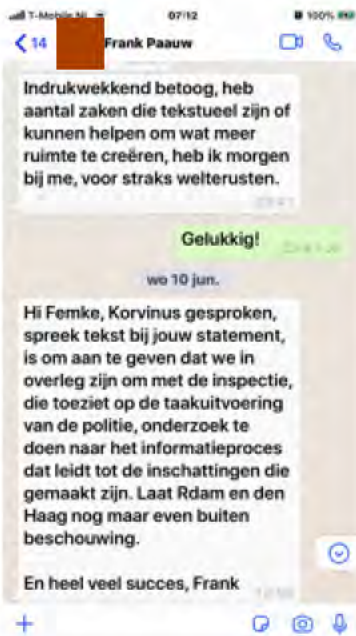 T-Mobile NL
07:12
100%
14
Frank Paauw
Indrukwekkend betoog, heb
aantal zaken die tekstueel zijn of
kunnen helpen om wat meer
ruimte te creëren, heb ik morgen
bij me, voor straks welterusten.
Gelukkig!
wo 10 jun.
Hi Femke, Korvinus gesproken,
spreek tekst bij jouw statement,
is om aan te geven dat we in
overleg zijn om met de inspectie,
die toeziet op de taakuitvoering
van de politie, onderzoek te
doen naar het informatieproces
dat leidt tot de inschattingen die
gemaakt zijn. Laat Rdam en den
Haag nog maar even buiten
beschouwing.
En heel veel succes, Frank